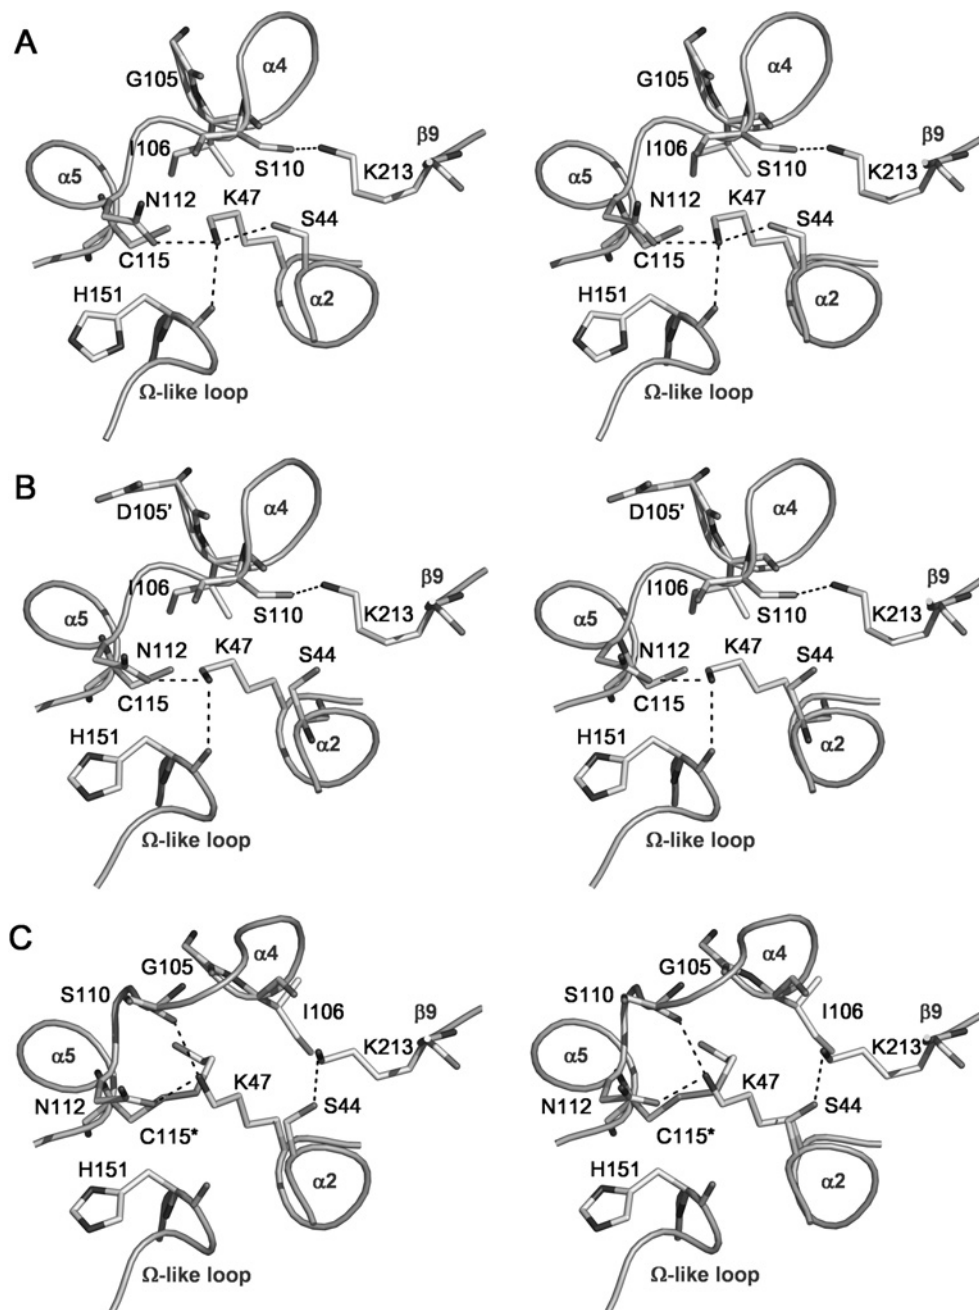 A
α4 α4
G105 G105
β9 β9
I106 I106
S110 K213 S110 K213
α5 α5
N112 K47 S44 N112 K47 S44
C115 C115
H151 α2 H151 α2
Ω-like loop Ω-like loop
B
D105' α4 D105' α4
I106 β9 I106 β9
α5 S110 K213 α5 S110 K213
N112 K47 S44 N112 K47 S44
C115 C115
H151 α2 H151 α2
Ω-like loop Ω-like loop
C
α4 α4
G105 G105
S110 I106 β9 S110 I106 β9
α5 K213 α5 K213
N112 K47 S44 N112 K47 S44
C115* C115*
H151 α2 H151 α2
Ω-like loop Ω-like loop